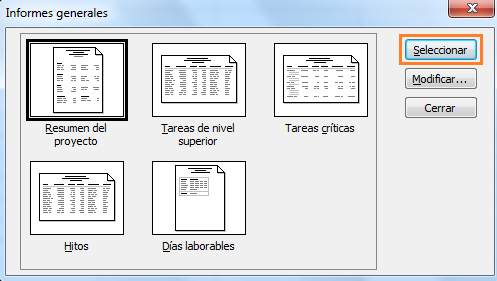 Informes generales
Seleccionar
Modificar...
Cerrar
Resumen del
proyecto
Tareas de nivel
superior
Tareas críticas
Hitos
Días laborables